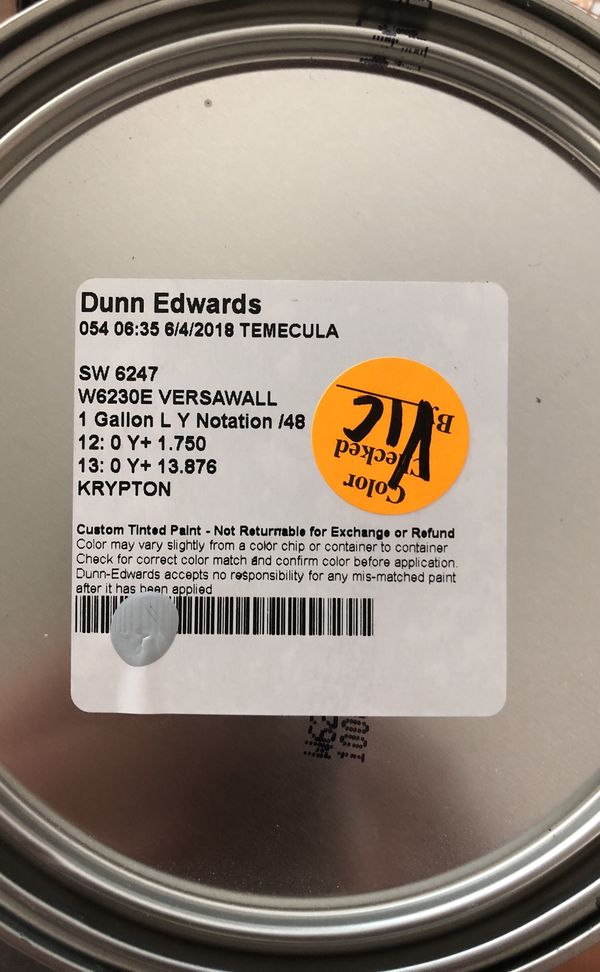 Dunn Edwards
054 06:35 6/4/2018 TEMECULA
SW 6247
W6230E VERSAWALL
1 Gallon L Y Notation /48
12: 0 Y+ 1.750
13: 0 Y+ 13.876
KRYPTON
Color
Checked
By
VIC
Custom Tinted Paint - Not Returnable for Exchange or Refund
Color may vary slightly from a color chip or container to container
Check for correct color match and confirm color before application.
Dunn-Edwards accepts no responsibility for any mis-matched paint
after it has been applied